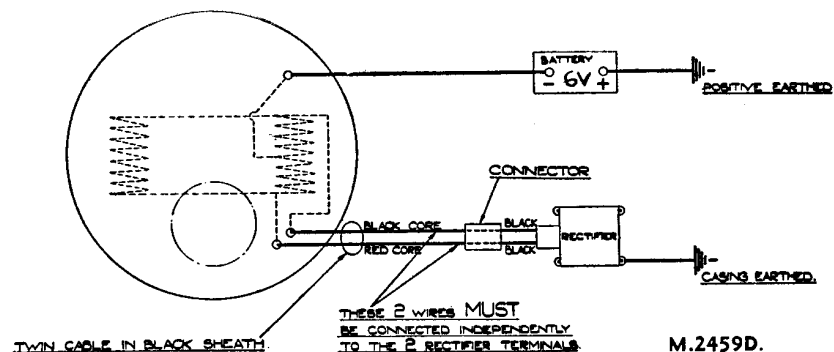 BATTERY
- 6V +
POSITIVE EARTHED
CONNECTOR
BLACK CORE
BLACK
RECTIFIER
RED CORE
BLACK
CASING EARTHED.
THESE 2 WIRES MUST
BE CONNECTED INDEPENDENTLY
TO THE 2 RECTIFIER TERMINALS
TWIN CABLE IN BLACK SHEATH
M.2459D.